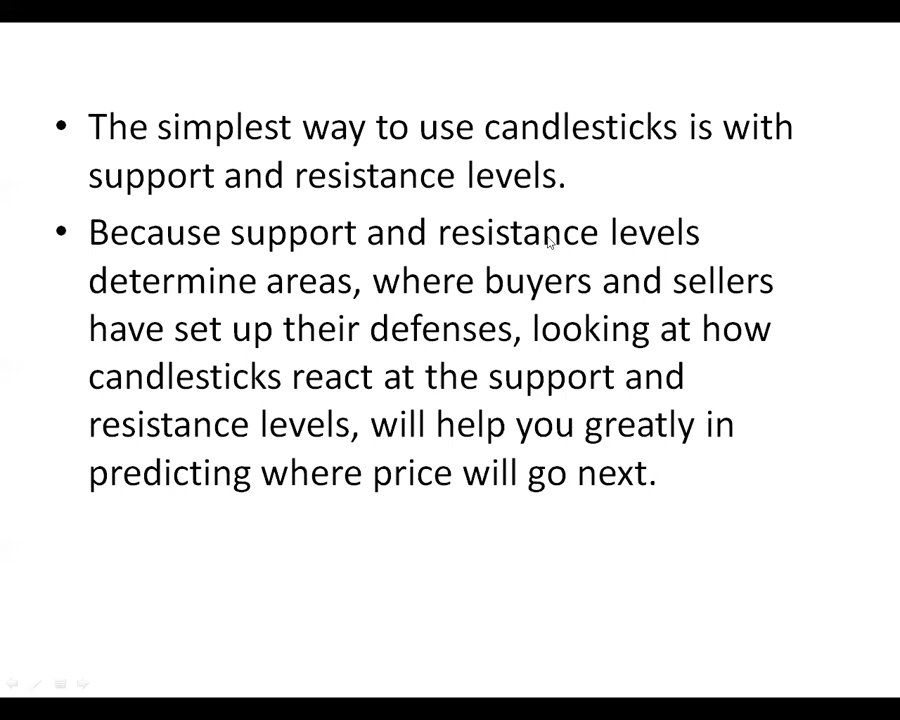 • The simplest way to use candlesticks is with
support and resistance levels.
• Because support and resistance levels
determine areas, where buyers and sellers
have set up their defenses, looking at how
candlesticks react at the support and
resistance levels, will help you greatly in
predicting where price will go next.